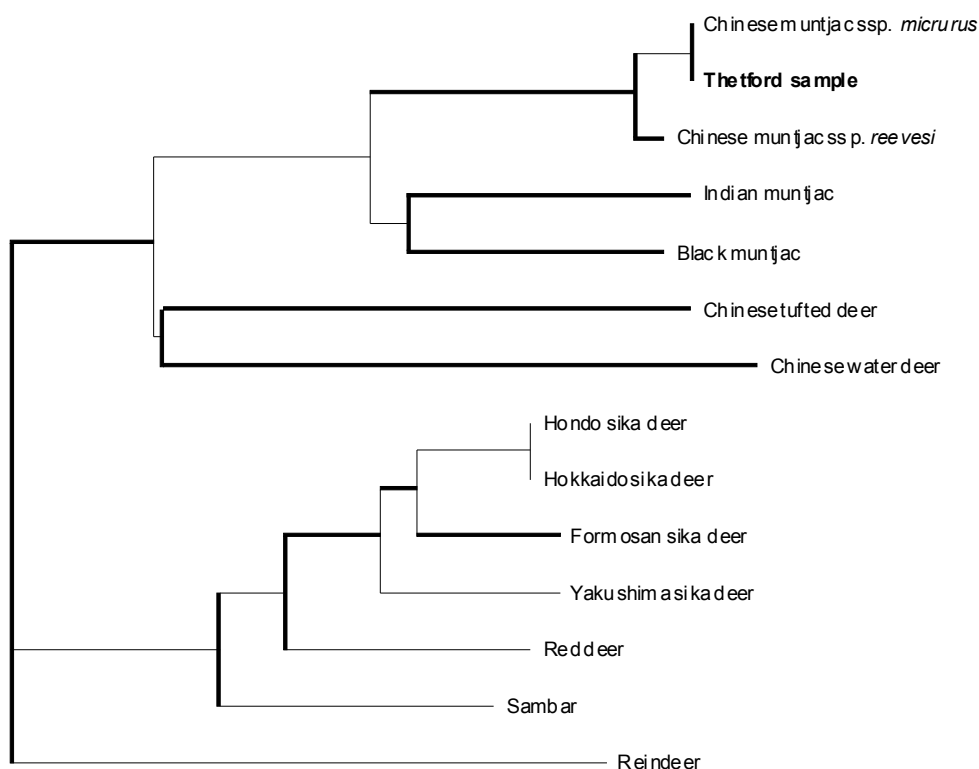 Chinese muntjac ssp. micrurus
Thetford sample
Chinese muntjac ssp. reevesi
Indian muntjac
Black muntjac
Chinese tufted deer
Chinese water deer
Hondo sika deer
Hokkaido sika deer
Formosan sika deer
Yakushima sika deer
Red deer
Sambar
Reindeer